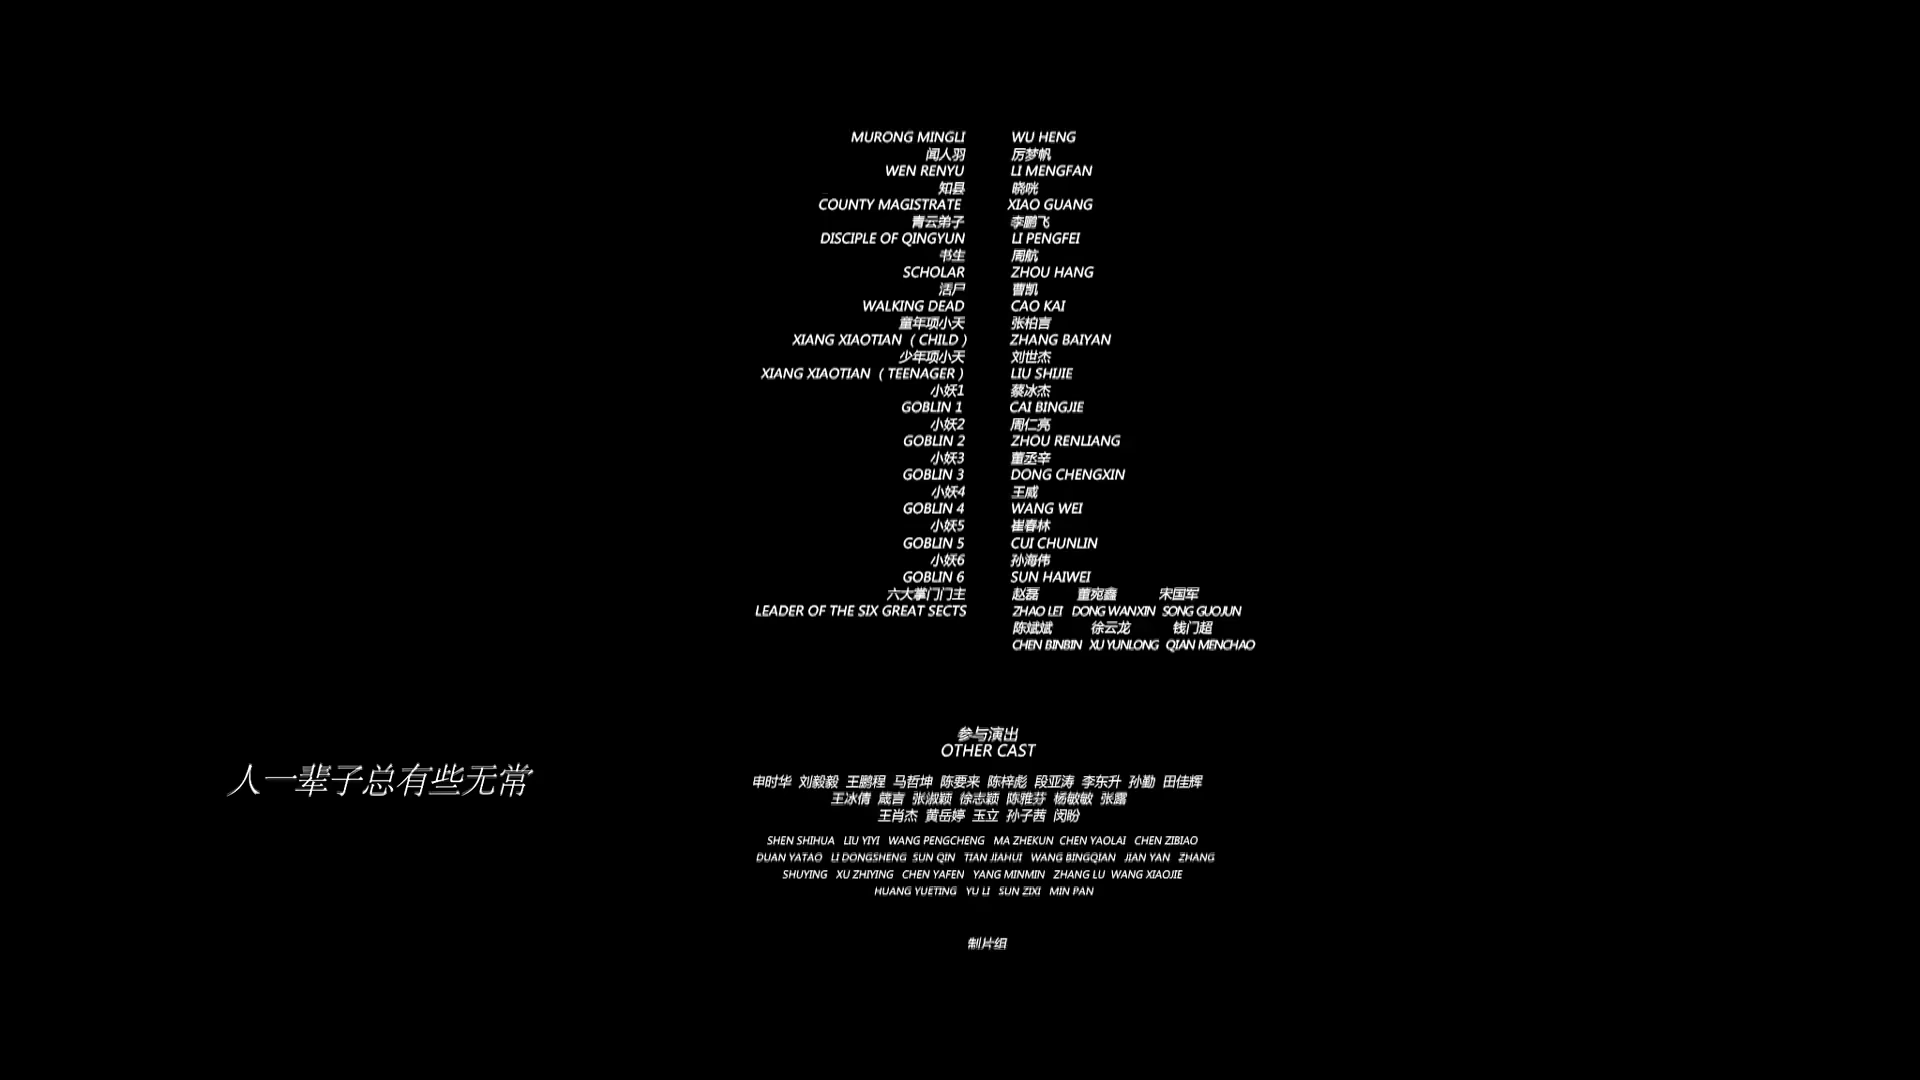 MURONG MINGLI WU HENG
闻人羽 厉梦帆
WEN RENYU LI MENGFAN
知县 晓咣
COUNTY MAGISTRATE XIAO GUANG
青云弟子 李鹏飞
DISCIPLE OF QINGYUN LI PENGFEI
书生 周航
SCHOLAR ZHOU HANG
活尸 曹凯
WALKING DEAD CAO KAI
童年项小天 张柏言
XIANG XIAOTIAN（CHILD） ZHANG BAIYAN
少年项小天 刘世杰
XIANG XIAOTIAN（TEENAGER） LIU SHIJIE
小妖1 蔡冰杰
GOBLIN 1 CAI BINGJIE
小妖2 周仁亮
GOBLIN 2 ZHOU RENLIANG
小妖3 董丞辛
GOBLIN 3 DONG CHENGXIN
小妖4 王威
GOBLIN 4 WANG WEI
小妖5 崔春林
GOBLIN 5 CUI CHUNLIN
小妖6 孙海伟
GOBLIN 6 SUN HAIWEI
六大掌门门主 赵磊 董宛鑫 宋国军
LEADER OF THE SIX GREAT SECTS ZHAO LEI DONG WANXIN SONG GUOJUN
陈斌斌 徐云龙 钱门超
CHEN BINBIN XU YUNLONG QIAN MENCHAO
参与演出
OTHER CAST
人一辈子总有些无常
申时华 刘毅毅 王鹏程 马哲坤 陈要来 陈梓彪 段亚涛 李东升 孙勤 田佳辉
王冰倩 葴言 张淑颖 徐志颖 陈雅芬 杨敏敏 张露
王肖杰 黄岳婷 玉立 孙子茜 闵盼
SHEN SHIHUA LIU YIYI WANG PENGCHENG MA ZHEKUN CHEN YAOLAI CHEN ZIBIAO
DUAN YATAO LI DONGSHENG SUN QIN TIAN JIAHUI WANG BINGQIAN JIAN YAN ZHANG
SHUYING XU ZHIYING CHEN YAFEN YANG MINMIN ZHANG LU WANG XIAOJIE
HUANG YUETING YU LI SUN ZIXI MIN PAN
制片组